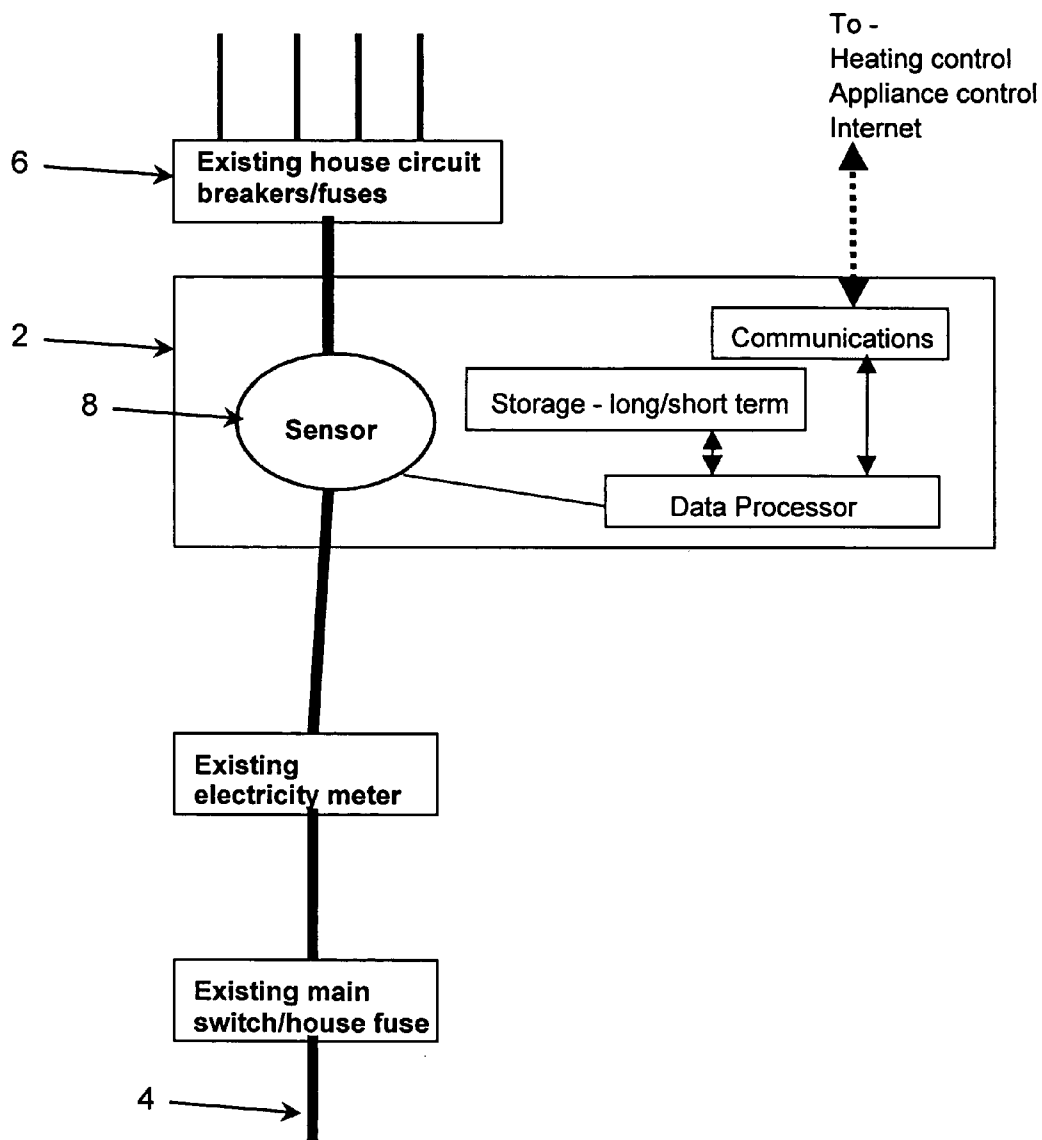 To -
Heating control
Appliance control
Internet
6
Existing house circuit
breakers/fuses
2
Communications
8
Storage - long/short term
Sensor
Data Processor
Existing
electricity meter
Existing main
switch/house fuse
4